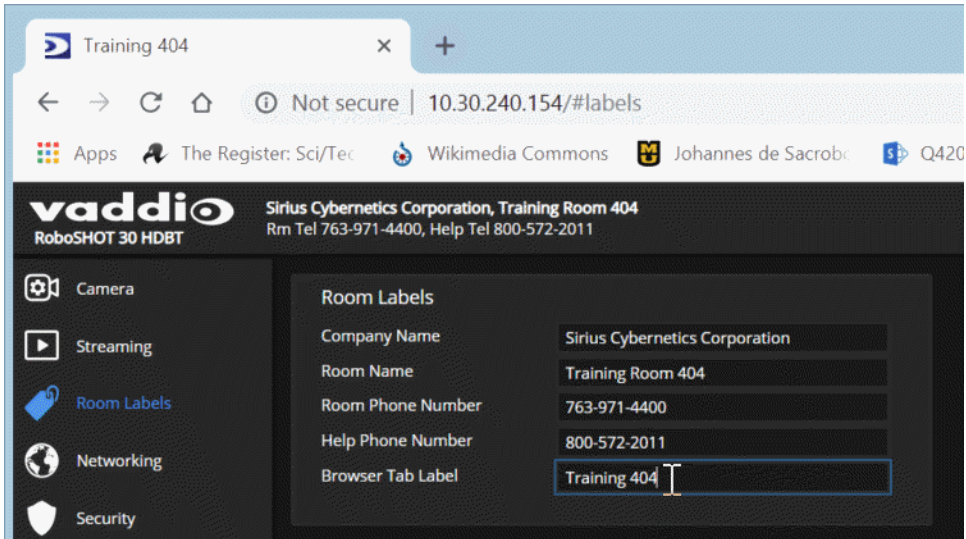 Training 404
Not secure | 10.30.240.154/#labels
Apps The Register: Sci/Tec Wikimedia Commons Johannes de Sacrobo Q420
vaddio
RoboSHOT 30 HDBT
Sirius Cybernetics Corporation, Training Room 404
Rm Tel 763-971-4400, Help Tel 800-572-2011
Camera
Streaming
Room Labels
Networking
Security
Room Labels
Company Name Sirius Cybernetics Corporation
Room Name Training Room 404
Room Phone Number 763-971-4400
Help Phone Number 800-572-2011
Browser Tab Label Training 404